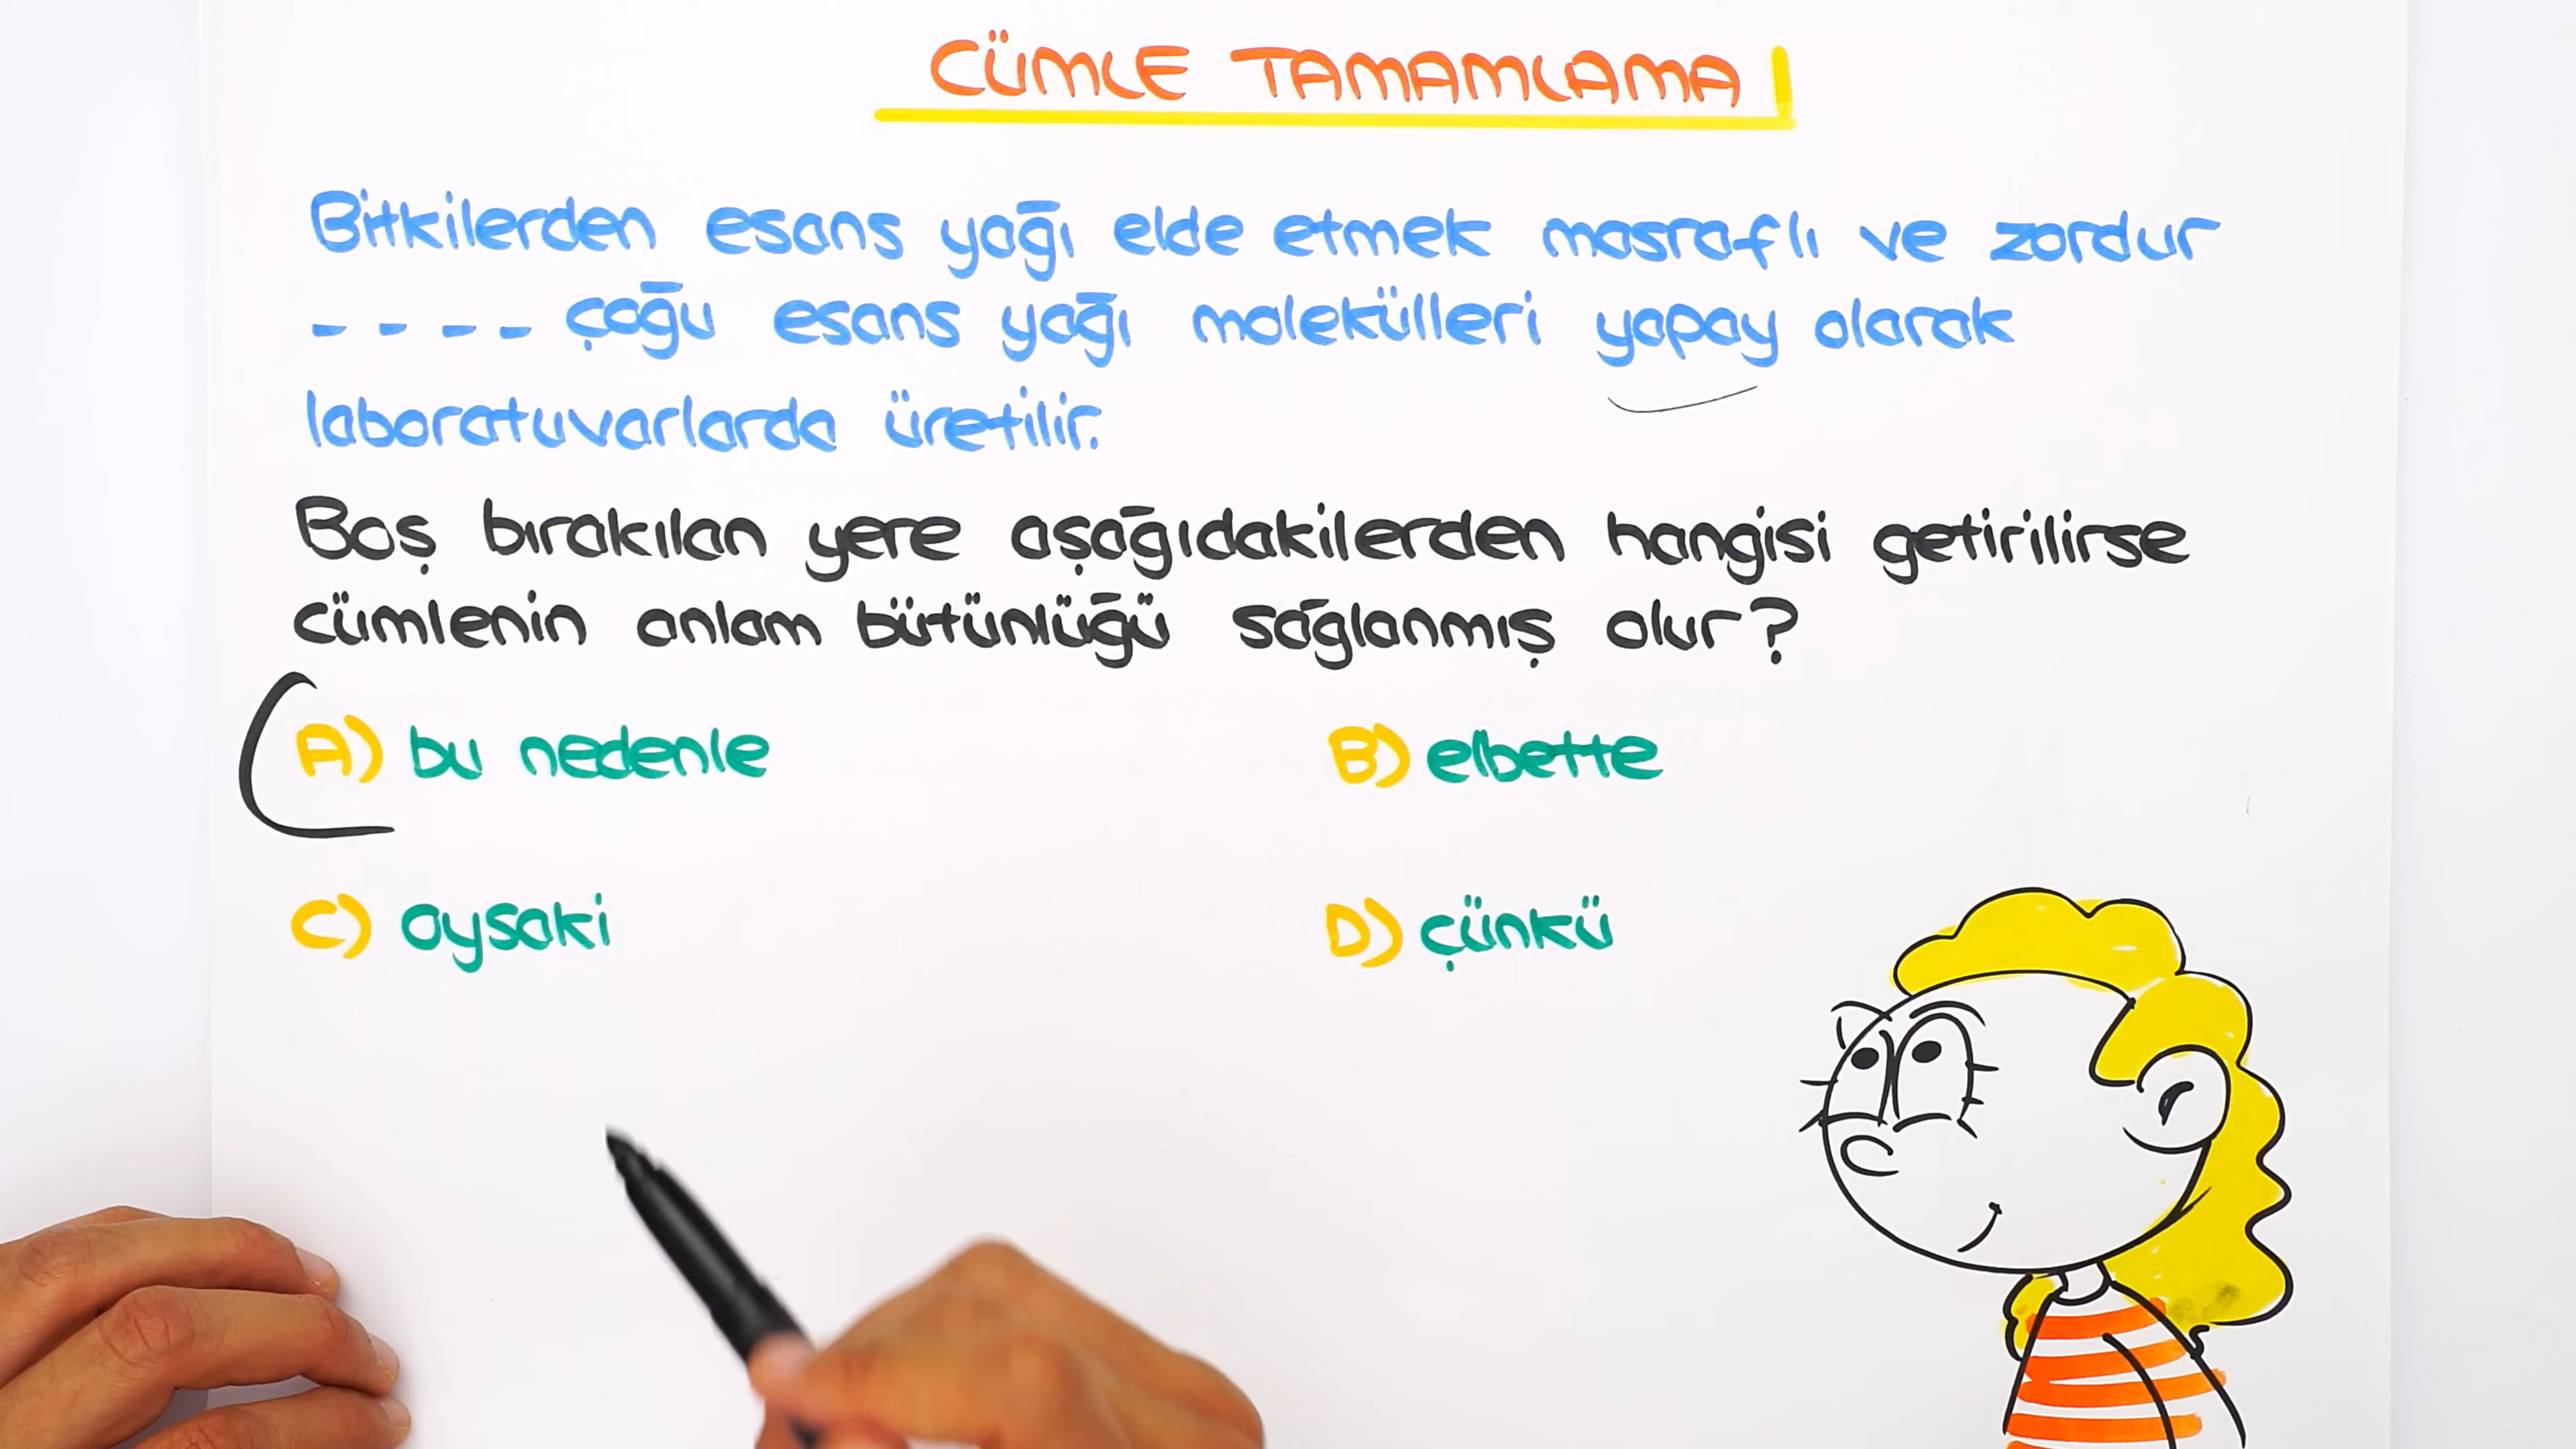 CÜMLE TAMAMLAMA
Bitkilerden esans yağı elde etmek masraflı ve zordur
---- çoğu esans yağı molekülleri yapay olarak
laboratuvarlarda üretilir.
Boş bırakılan yere aşağıdakilerden hangisi getirilirse
cümlenin anlam bütünlüğü sağlanmış olur?
A) bu nedenle
B) elbette
C) oysaki
D) çünkü